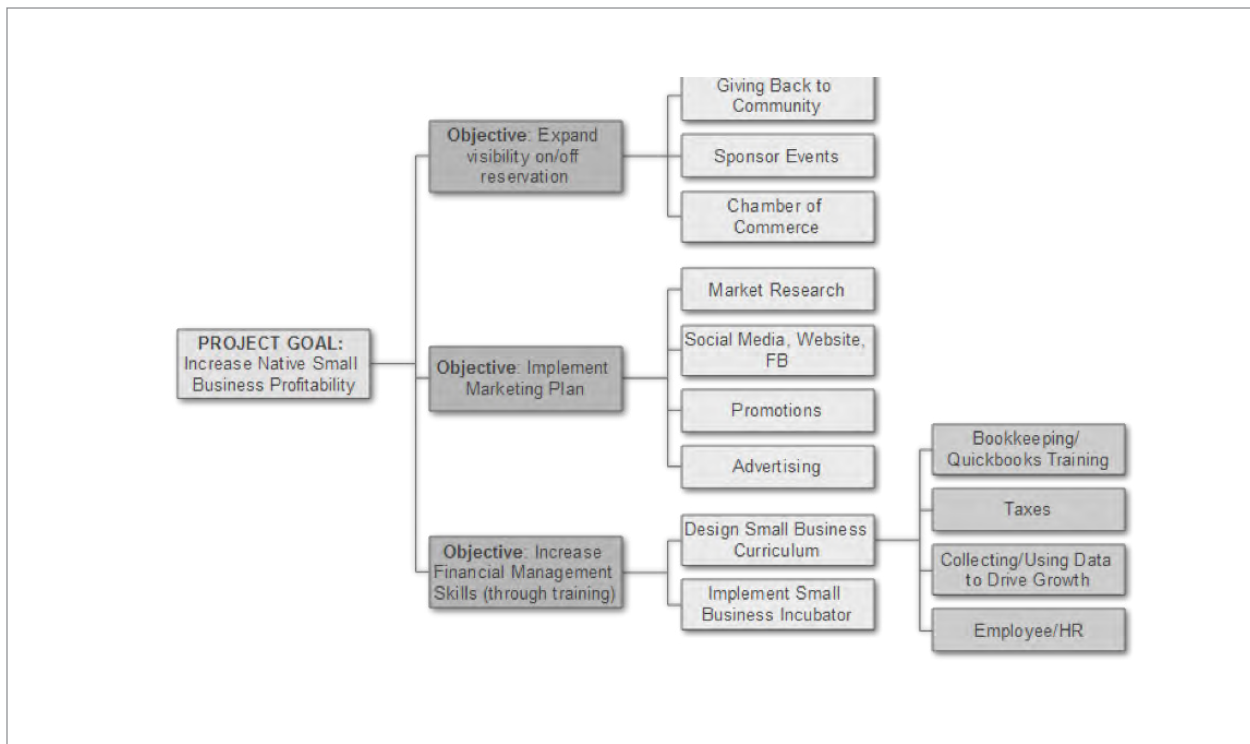 Giving Back to
Community
Objective: Expand
visibility on/off
reservation
Sponsor Events
Chamber of
Commerce
Market Research
PROJECT GOAL:
Increase Native Small
Business Profitability
Objective: Implement
Marketing Plan
Social Media, Website,
FB
Promotions
Advertising
Objective: Increase
Financial Management
Skills (through training)
Design Small Business
Curriculum
Implement Small
Business Incubator
Bookkeeping/
Quickbooks Training
Taxes
Collecting/Using Data
to Drive Growth
Employee/HR